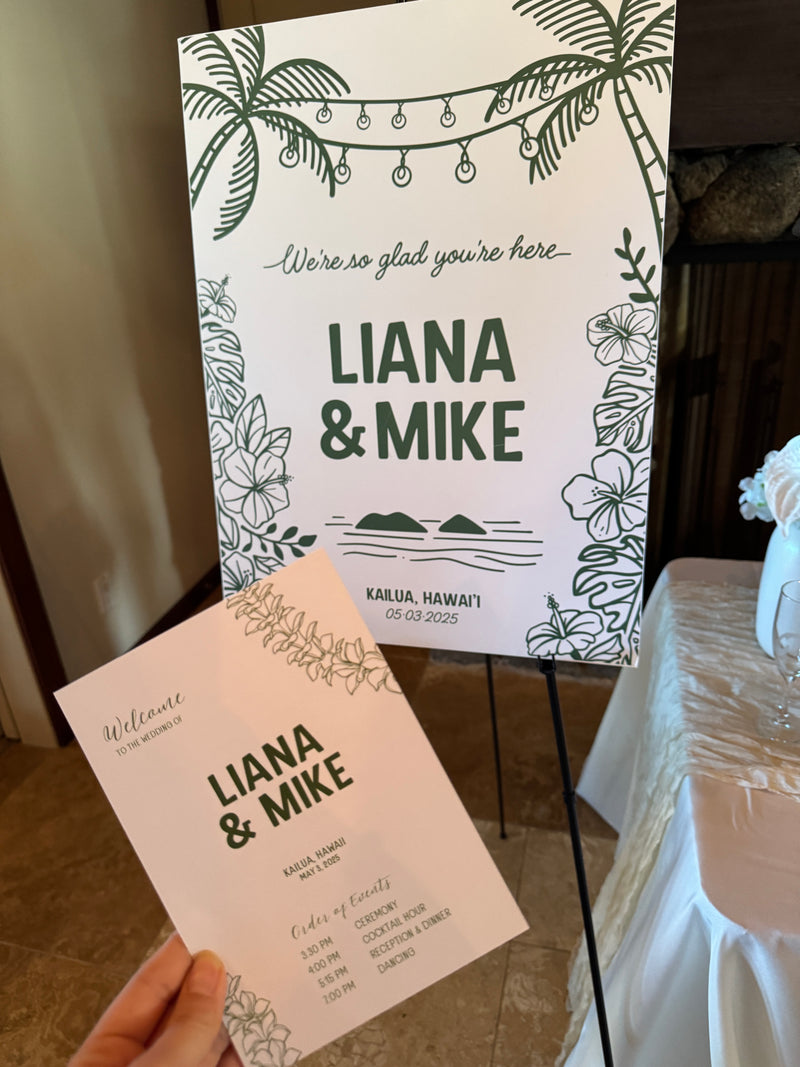 We're so glad you're here
LIANA
& MIKE
KAILUA, HAWAI'I
05·03·2025
Welcome
TO THE WEDDING OF
LIANA
& MIKE
KAILUA, HAWAII
MAY 3, 2025
Order of Events
3:30 PM CEREMONY
4:00 PM COCKTAIL HOUR
5:15 PM RECEPTION & DINNER
7:00 PM DANCING